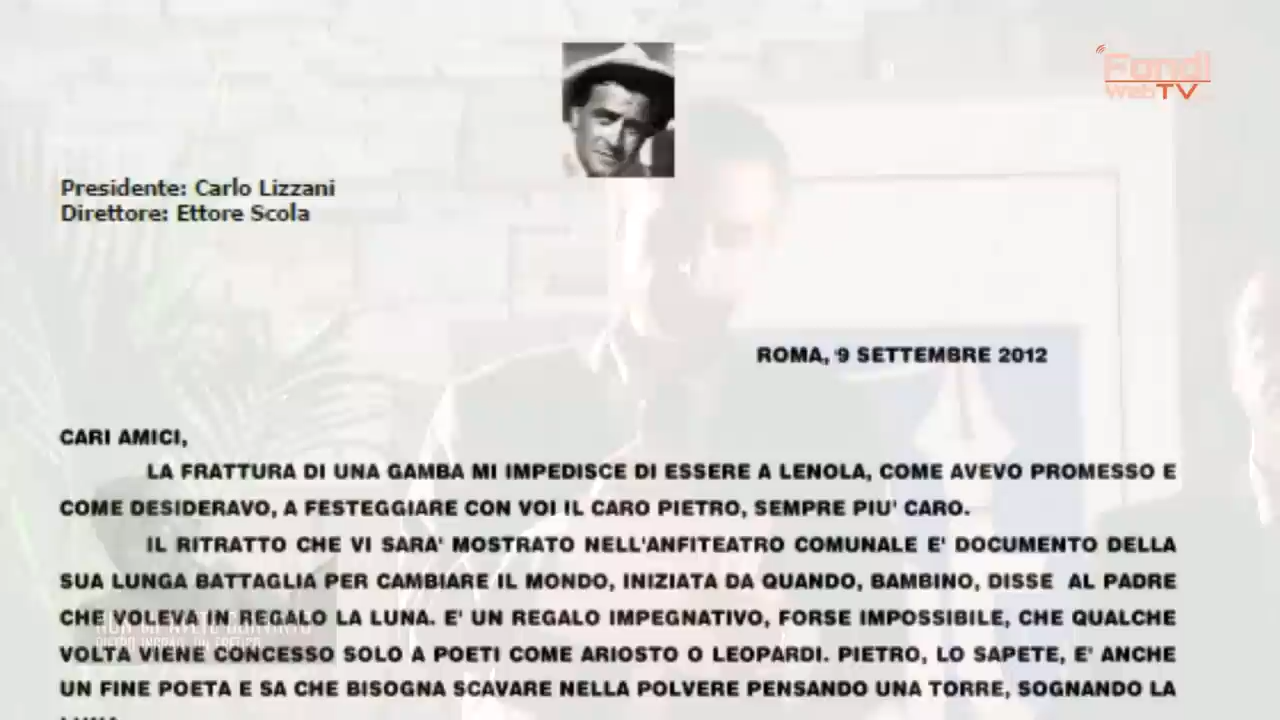 Fondi
WebTV
Presidente: Carlo Lizzani
Direttore: Ettore Scola
ROMA, 9 SETTEMBRE 2012
CARI AMICI,
LA FRATTURA DI UNA GAMBA MI IMPEDISCE DI ESSERE A LENOLA, COME AVEVO PROMESSO E
COME DESIDERAVO, A FESTEGGIARE CON VOI IL CARO PIETRO, SEMPRE PIU' CARO.
IL RITRATTO CHE VI SARA' MOSTRATO NELL'ANFITEATRO COMUNALE E' DOCUMENTO DELLA
SUA LUNGA BATTAGLIA PER CAMBIARE IL MONDO, INIZIATA DA QUANDO, BAMBINO, DISSE AL PADRE
CHE VOLEVA IN REGALO LA LUNA. E' UN REGALO IMPEGNATIVO, FORSE IMPOSSIBILE, CHE QUALCHE
VOLTA VIENE CONCESSO SOLO A POETI COME ARIOSTO O LEOPARDI. PIETRO, LO SAPETE, E' ANCHE
UN FINE POETA E SA CHE BISOGNA SCAVARE NELLA POLVERE PENSANDO UNA TORRE, SOGNANDO LA